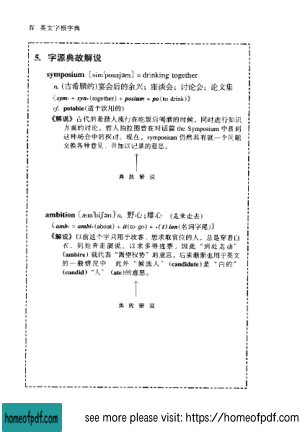 IV 英文字根字典
5. 字源典故解说
symposium [sim'pouzjəm] = drinking together
n. (古希腊的)宴会后的余兴; 座谈会; 讨论会; 论文集
《sym- = syn-(together) + posium = po(to drink)》
cf. potable(适于饮用的)
《解说》古代的希腊人流行在吃饭后喝酒的时候, 同时进行知识
方面的讨论。哲人柏拉图曾在对话篇 the Symposium 中提到
这种场合中的探讨。现在, symposium 仍然具有就一个问题
交换各种意见, 并加以记录的意思。
典故解说
ambition [æm'biʃən] n. 野心; 雄心 (走来走去)
《amb- = ambi-(about) + it(to go) + -(t)ion(名词字尾)》
《解说》以前这个字只用于政客, 想求取官位的人, 总是穿着白
衣, 到处奔走演说, 以求多得选票, 因此 "到处走动"
(ambire) 就代表 "渴望权势" 的意思, 后来渐渐也用于英文
的一般情况中 此外 "候选人" (candidate) 是 "白的"
(candid) "人" (ate)的意思。
典故解说
homeofpdf.com
see more please visit: https://homeofpdf.com